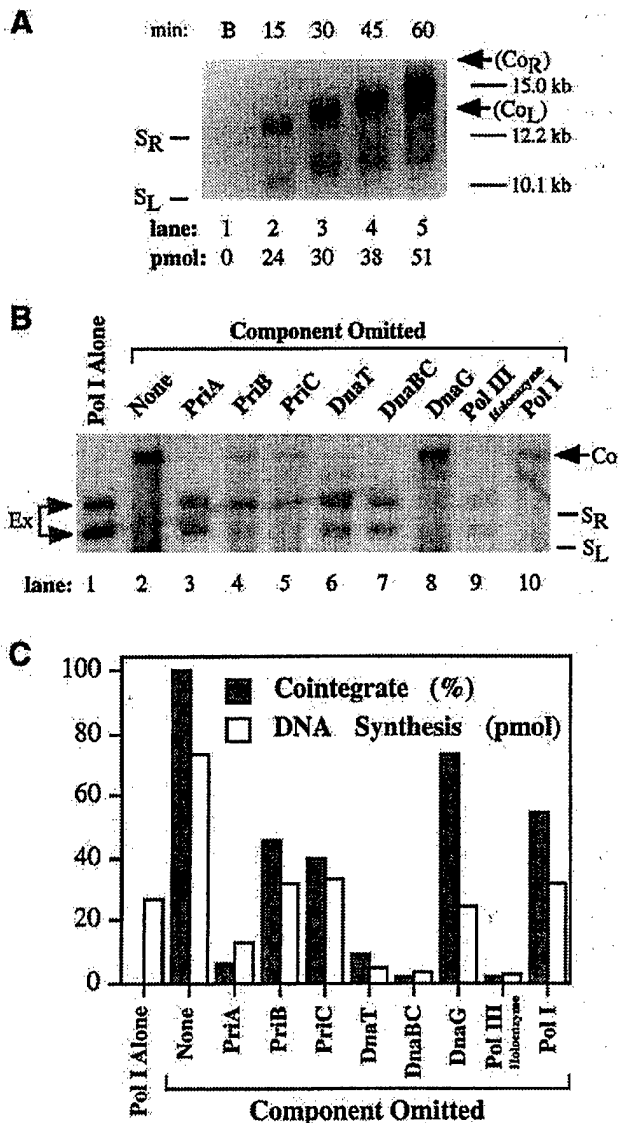 A
min: B 15 30 45 60
(CoR)
15.0 kb
(CoL)
12.2 kb
10.1 kb
SR
SL
lane: 1 2 3 4 5
pmol: 0 24 30 38 51
B
Component Omitted
Pol I Alone
None
PriA
PriB
PriC
DnaT
DnaBC
DnaG
Pol III Holoenzyme
Pol I
Co
Ex
SR
SL
lane: 1 2 3 4 5 6 7 8 9 10
C
100
80
60
40
20
0
Cointegrate (%)
DNA Synthesis (pmol)
Pol I Alone
None
PriA
PriB
PriC
DnaT
DnaBC
DnaG
Pol III Holoenzyme
Pol I
Component Omitted